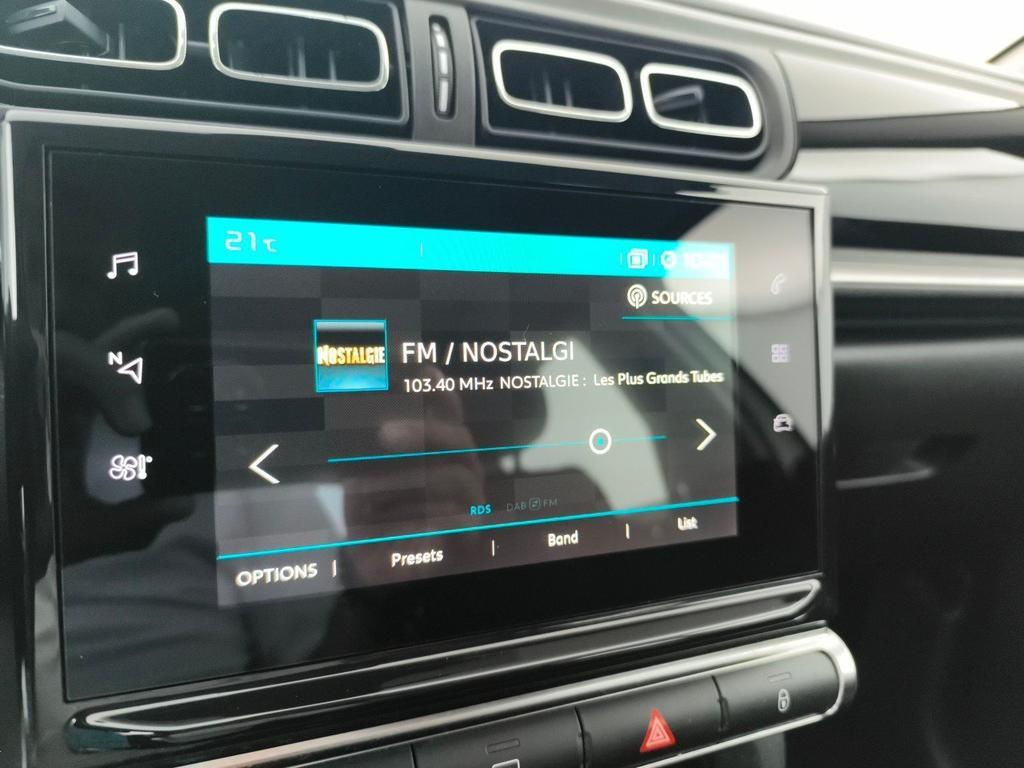 21°C
SOURCES
NOSTALGIE
FM / NOSTALGI
103.40 MHz NOSTALGIE : Les Plus Grands Tubes
N
RDS DAB FM
OPTIONS | Presets | Band | List